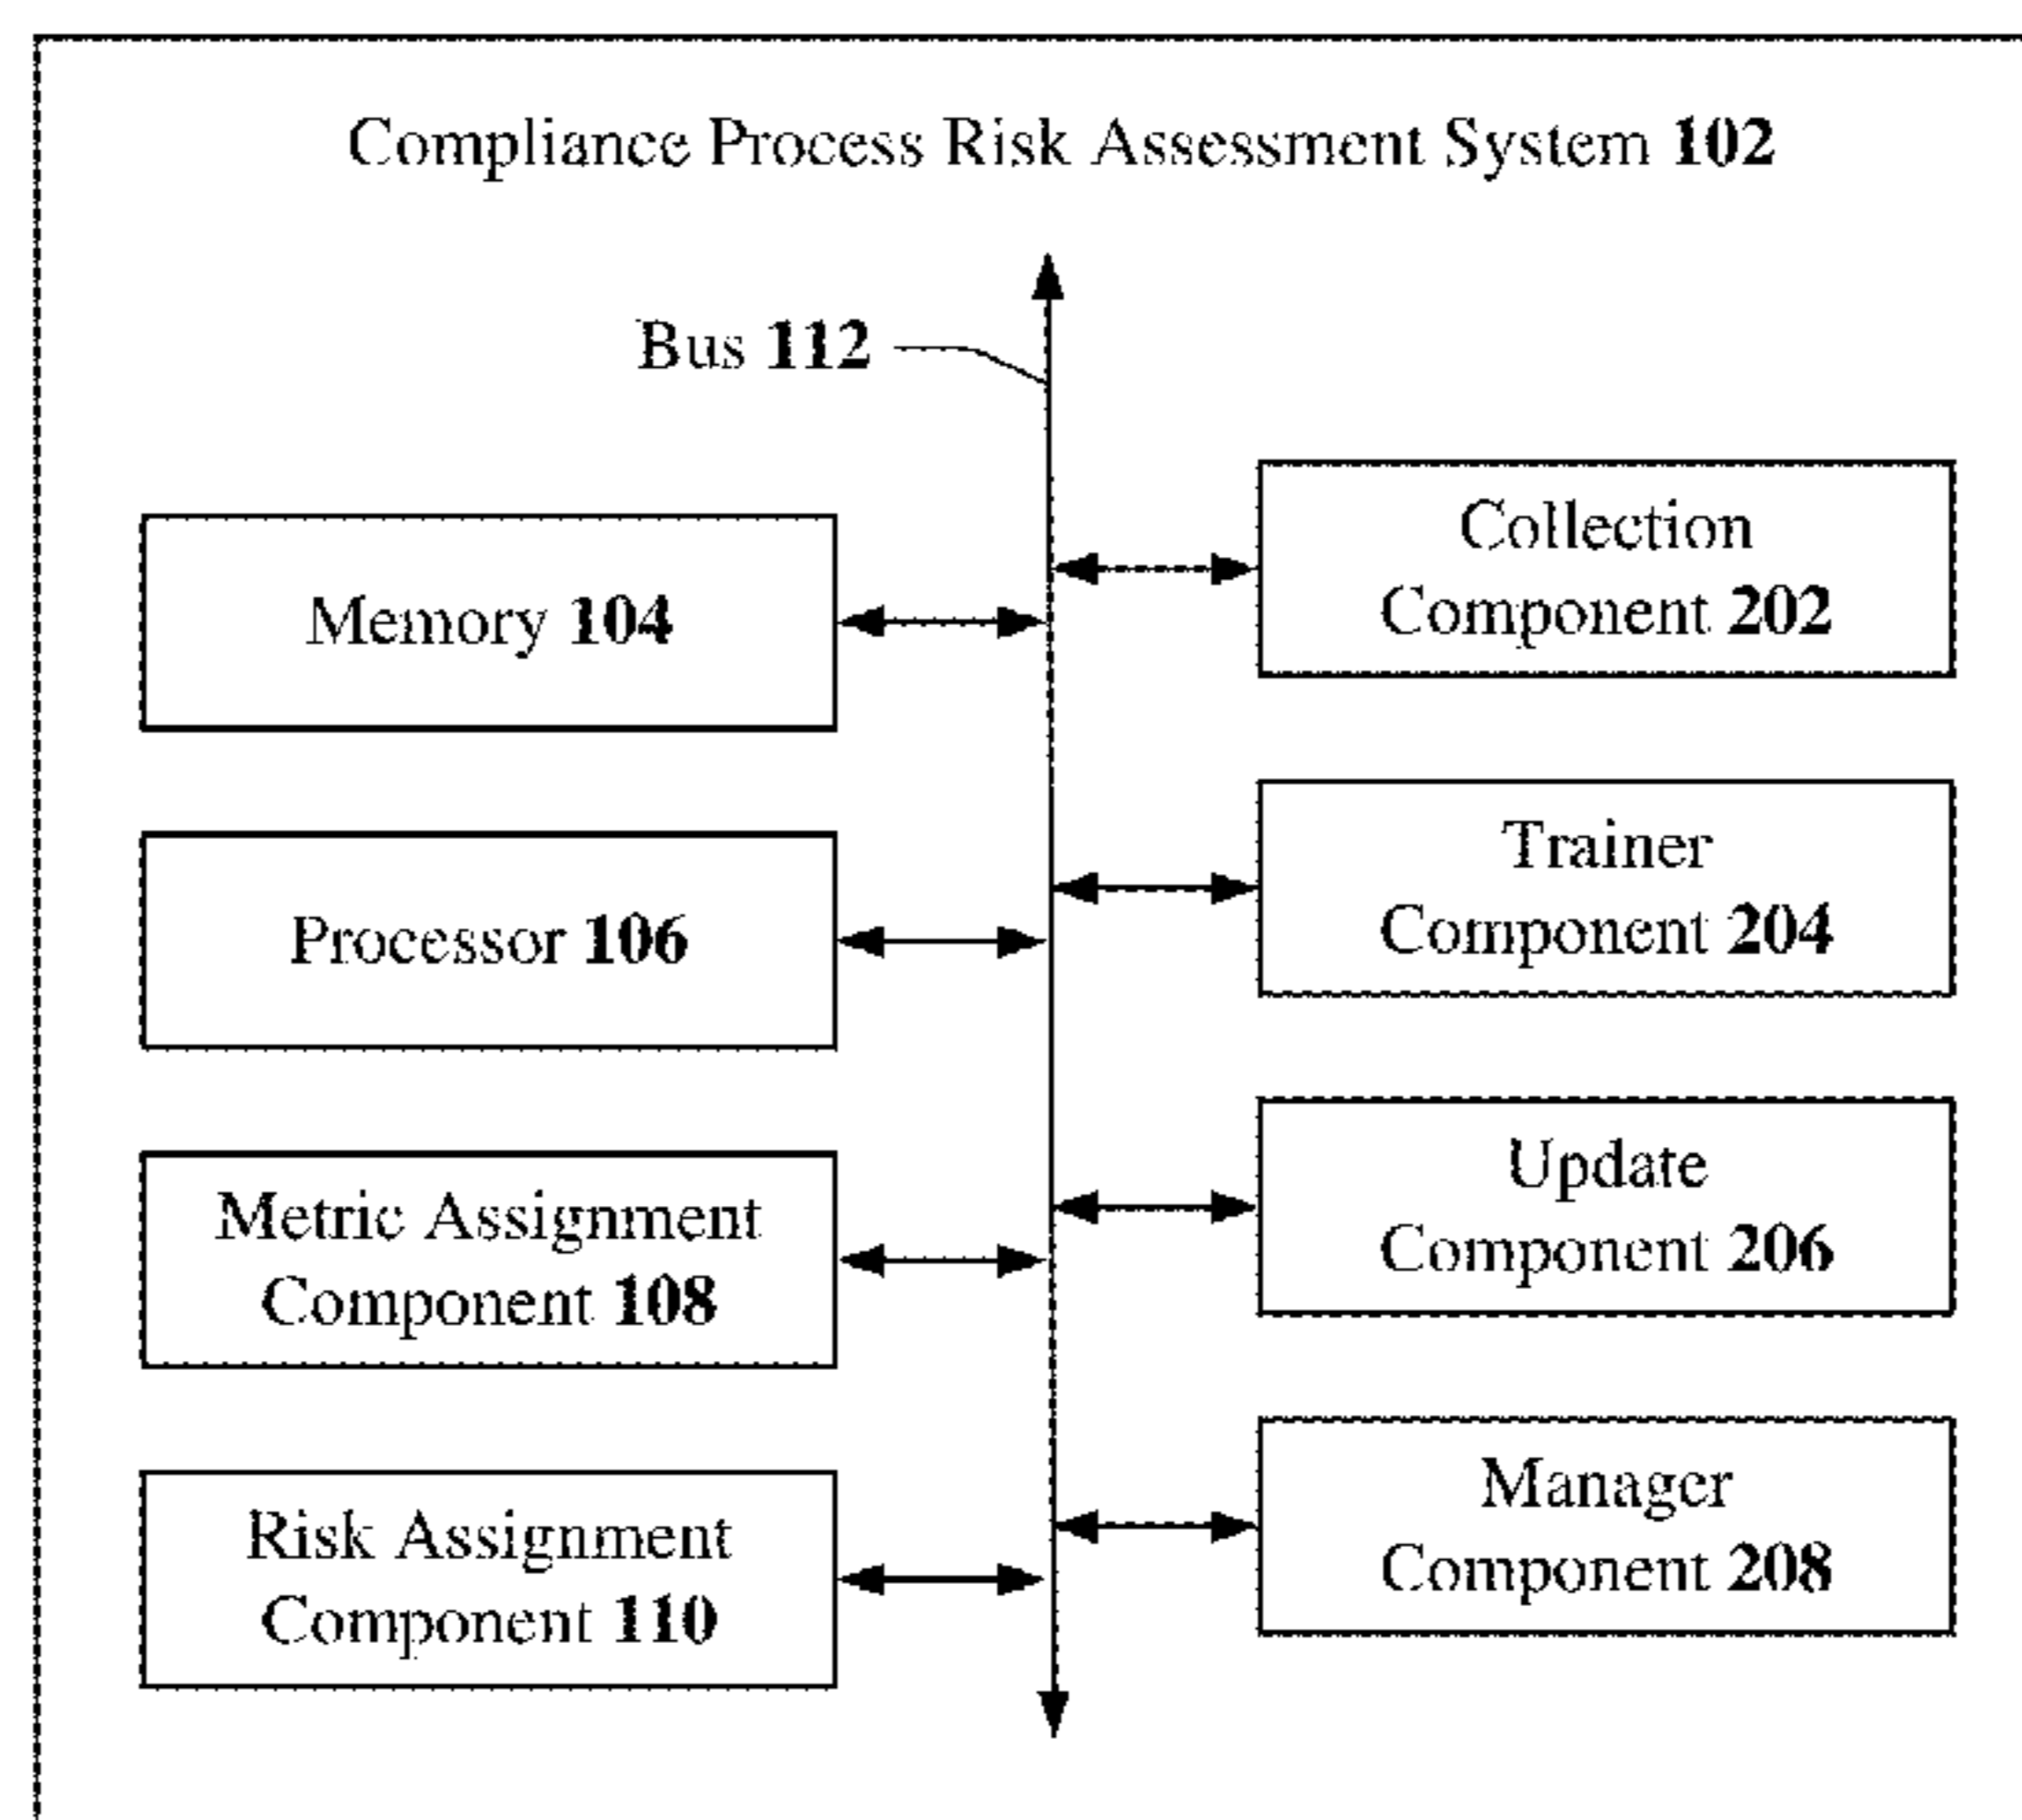 Compliance Process Risk Assessment System 102
Bus 112
Memory 104
Processor 106
Metric Assignment
Component 108
Risk Assignment
Component 110
Collection
Component 202
Trainer
Component 204
Update
Component 206
Manager
Component 208